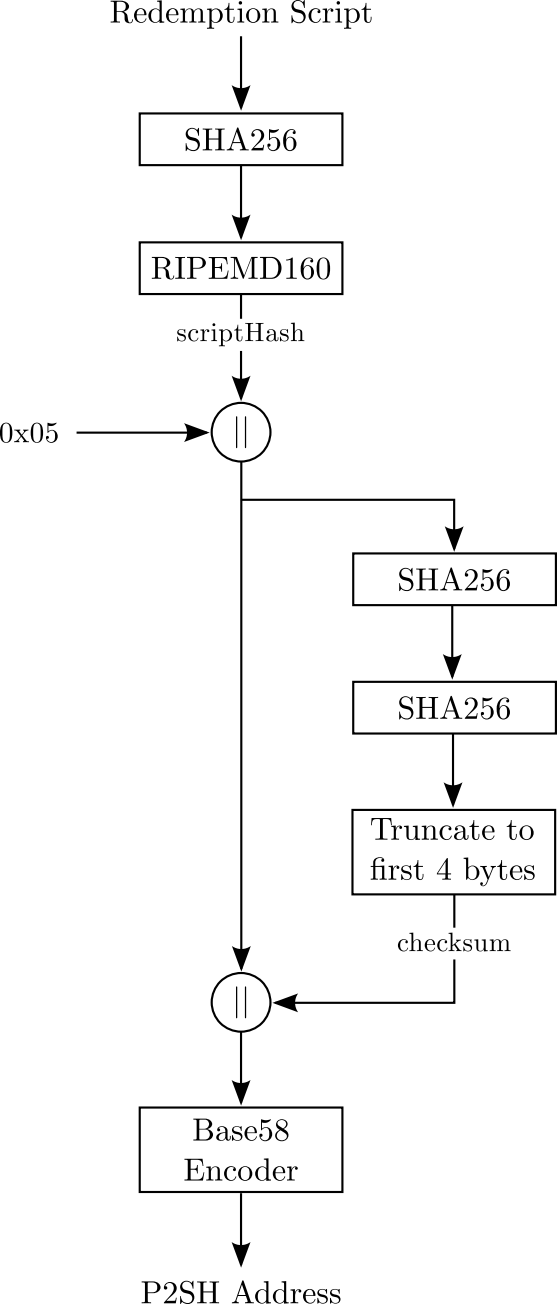 Redemption Script
SHA256
RIPEMD160
scriptHash
0x05
||
SHA256
SHA256
Truncate to
first 4 bytes
checksum
||
Base58
Encoder
P2SH Address